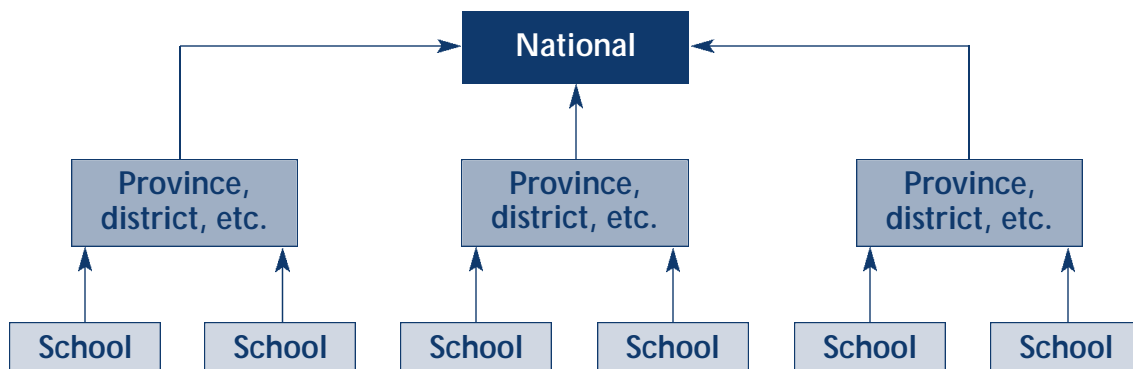 National
Province,
district, etc.
Province,
district, etc.
Province,
district, etc.
School
School
School
School
School
School